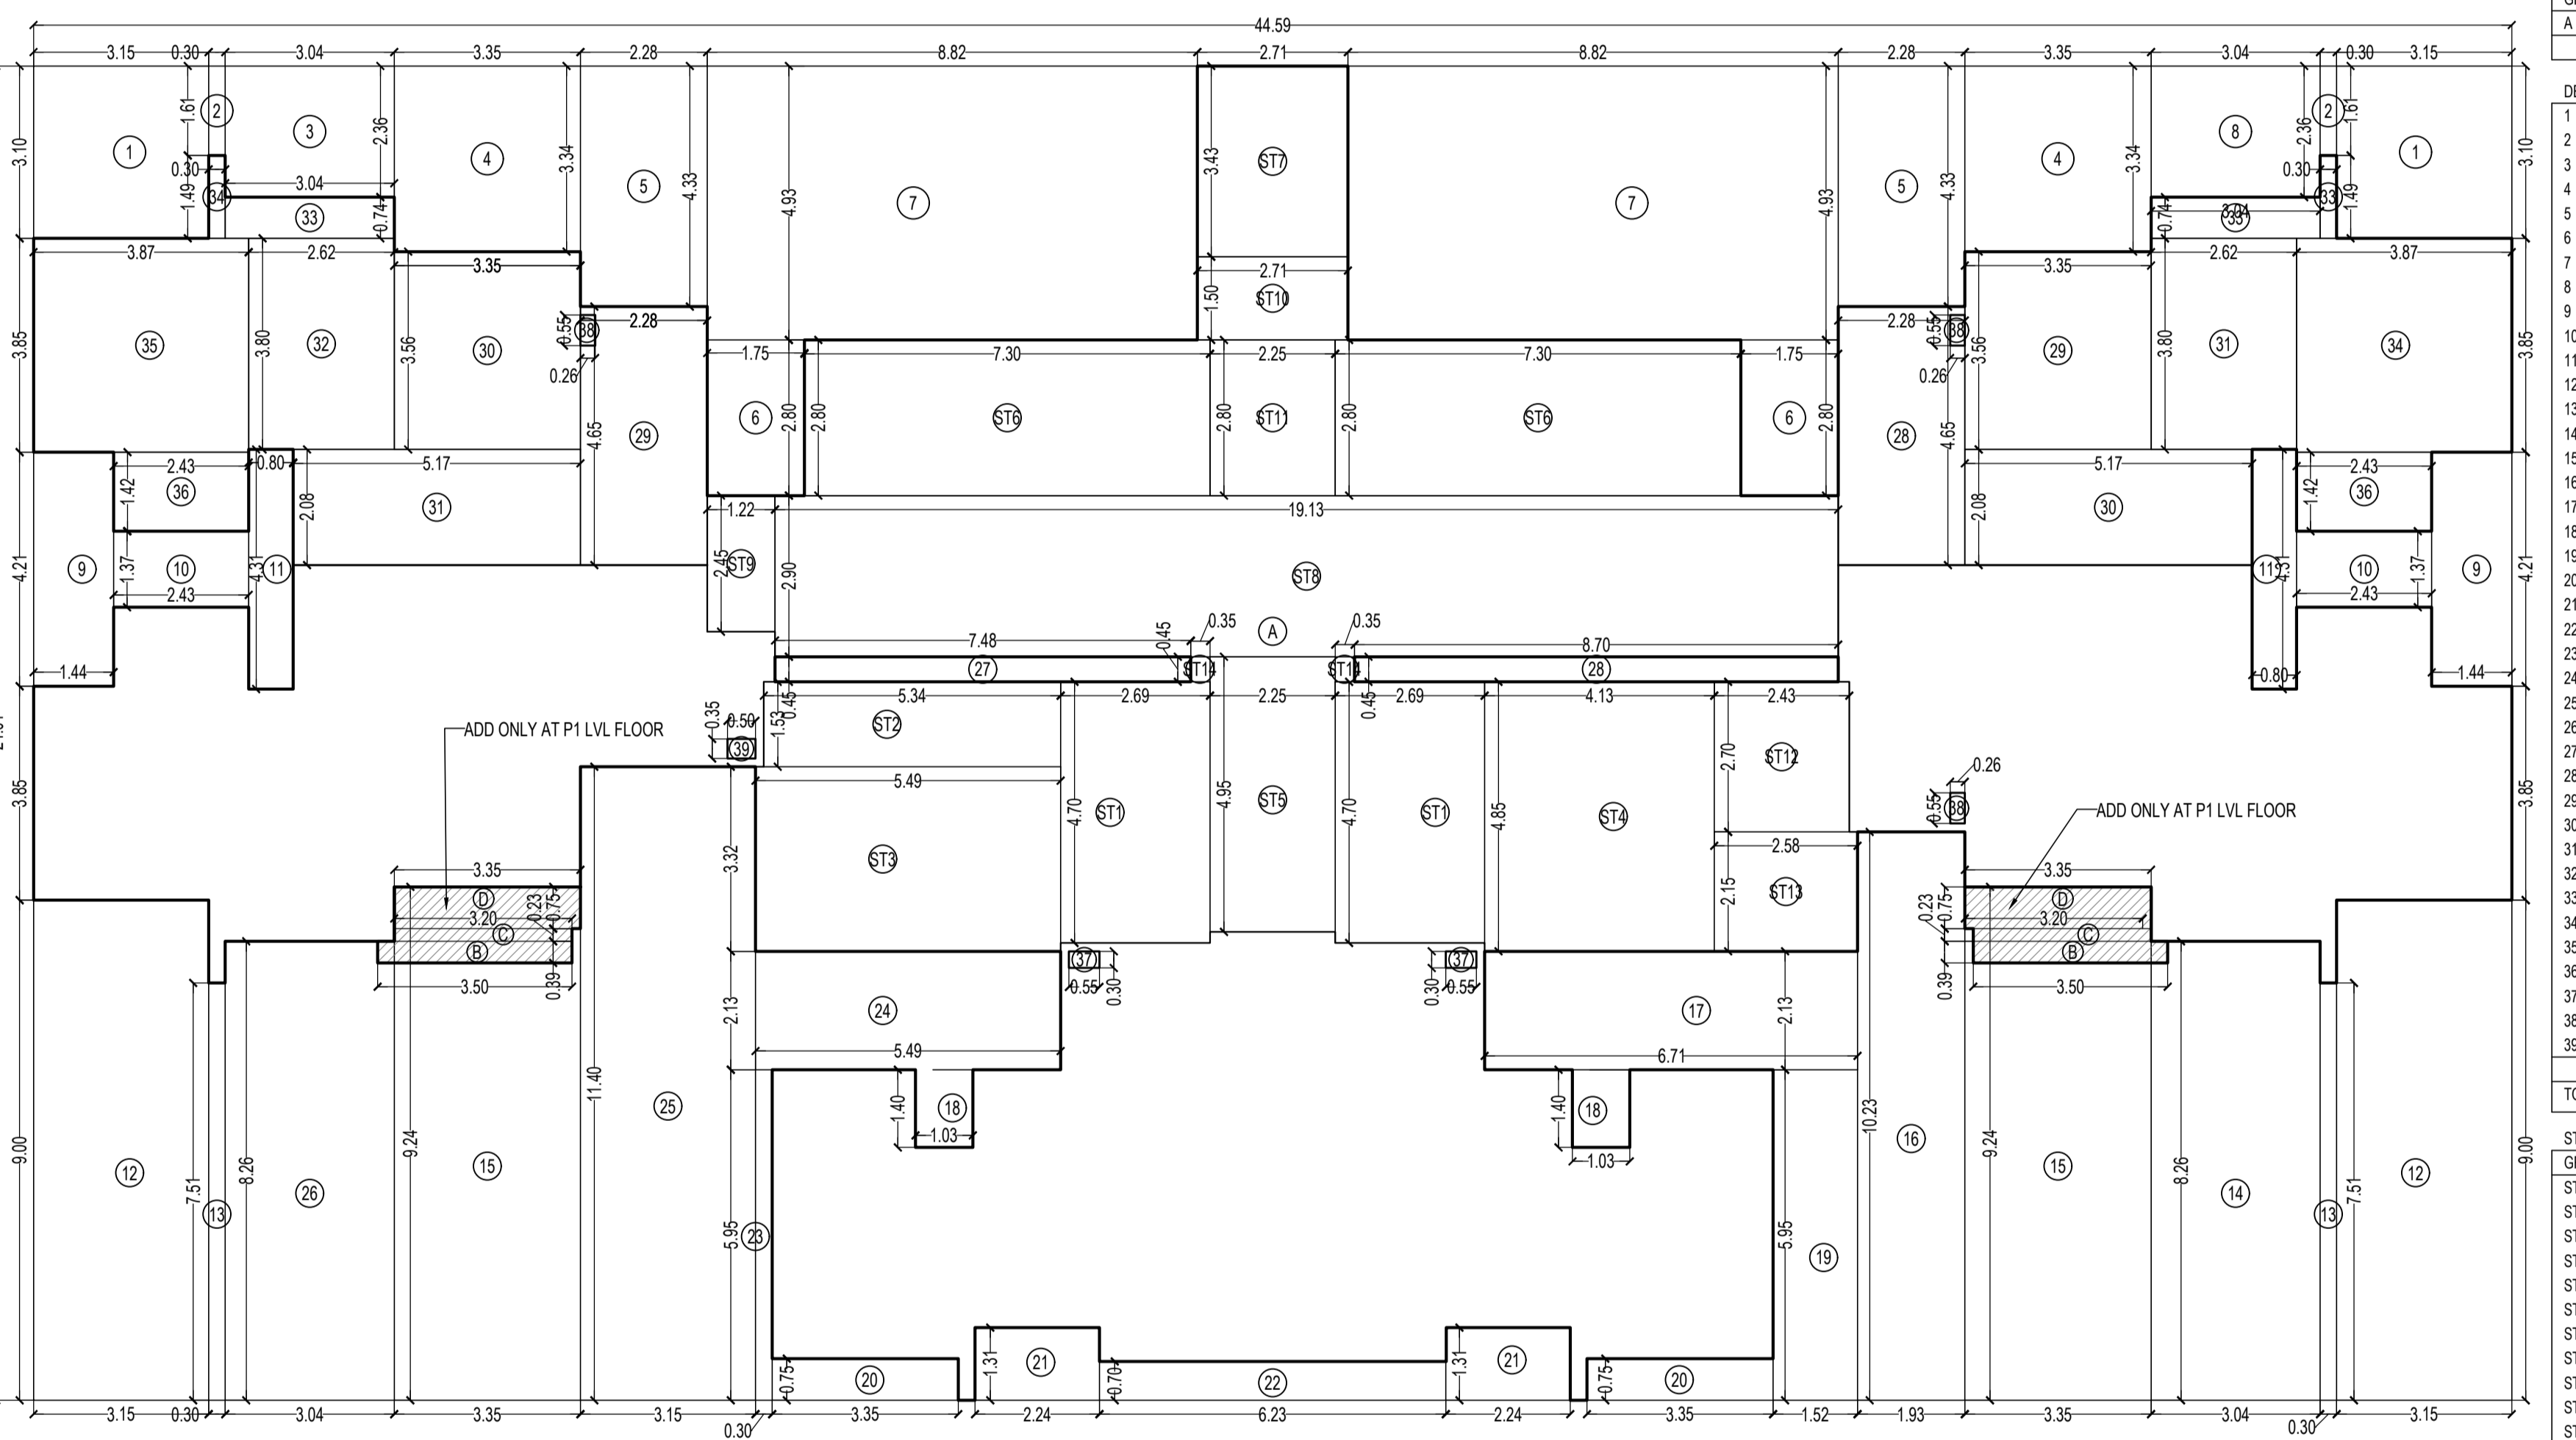 44.59
3.15 0.30 3.04 3.35 2.28 8.82 2.71 8.82 2.28 3.35 3.04 0.30 3.15
1.61 2 3 2.36 4 3.34 5 4.33 4.93 7 3.43 ST7 7 4.93 5 4.33 4 3.34 8 2.36 2 1.61 1
3.10 1 0.30 3.04 0.30 3.10
1.49 34 33 0.74 0.74 3.04 33 33 1.49
3.87 2.62 3.35 2.71 3.35 2.62 3.87
1.50 ST10
0.55 38 2.28 2.28 0.55 38
3.85 35 3.80 32 3.56 30 1.75 7.30 2.25 7.30 1.75 3.56 29 3.80 31 34 3.85
0.26 0.26
29 4.65 6 2.80 2.80 ST6 2.80 ST11 2.80 ST6 6 2.80 28 4.65
2.43 0.80 5.17 5.17 2.43
1.42 36 2.08 31 1.22 19.13 2.08 30 1.42 36
4.21 9 1.37 10 4.31 11 2.45 ST9 2.90 ST8 11 4.31 10 1.37 9 4.21
2.43 2.43
7.48 0.45 0.35 A 0.35 8.70
1.44 27 ST14 ST14 28 0.80 1.44
5.34 0.45 2.69 2.25 2.69 0.45 4.13 2.43
ADD ONLY AT P1 LVL FLOOR 0.35 0.50 39 1.53 ST2
2.70 ST12 0.26
5.49
3.85 4.70 ST1 4.95 ST5 4.70 ST1 4.85 ST4 0.55 38 ADD ONLY AT P1 LVL FLOOR 3.85
3.32 ST3 2.58
3.35 2.15 ST13 3.35
D 0.23 0.75 0.23 0.75 D
3.20 C 3.20 C
B 0.39 37 37 0.39 B
3.50 0.55 0.30 0.30 0.55 3.50
2.13 24 17 2.13
5.49 6.71
11.40 25 1.40 18 1.40 18 10.23
1.03 1.03
9.00 12 7.51 13 8.26 26 9.24 15 16 9.24 15 8.26 14 7.51 13 12 9.00
5.95 23 5.95 19
0.75 20 1.31 21 0.70 22 1.31 21 0.75 20
3.15 0.30 3.04 3.35 3.15 3.35 2.24 6.23 2.24 3.35 1.52 1.93 3.35 3.04 3.15
0.30 0.30
A
1
2
3
4
5
6
7
8
9